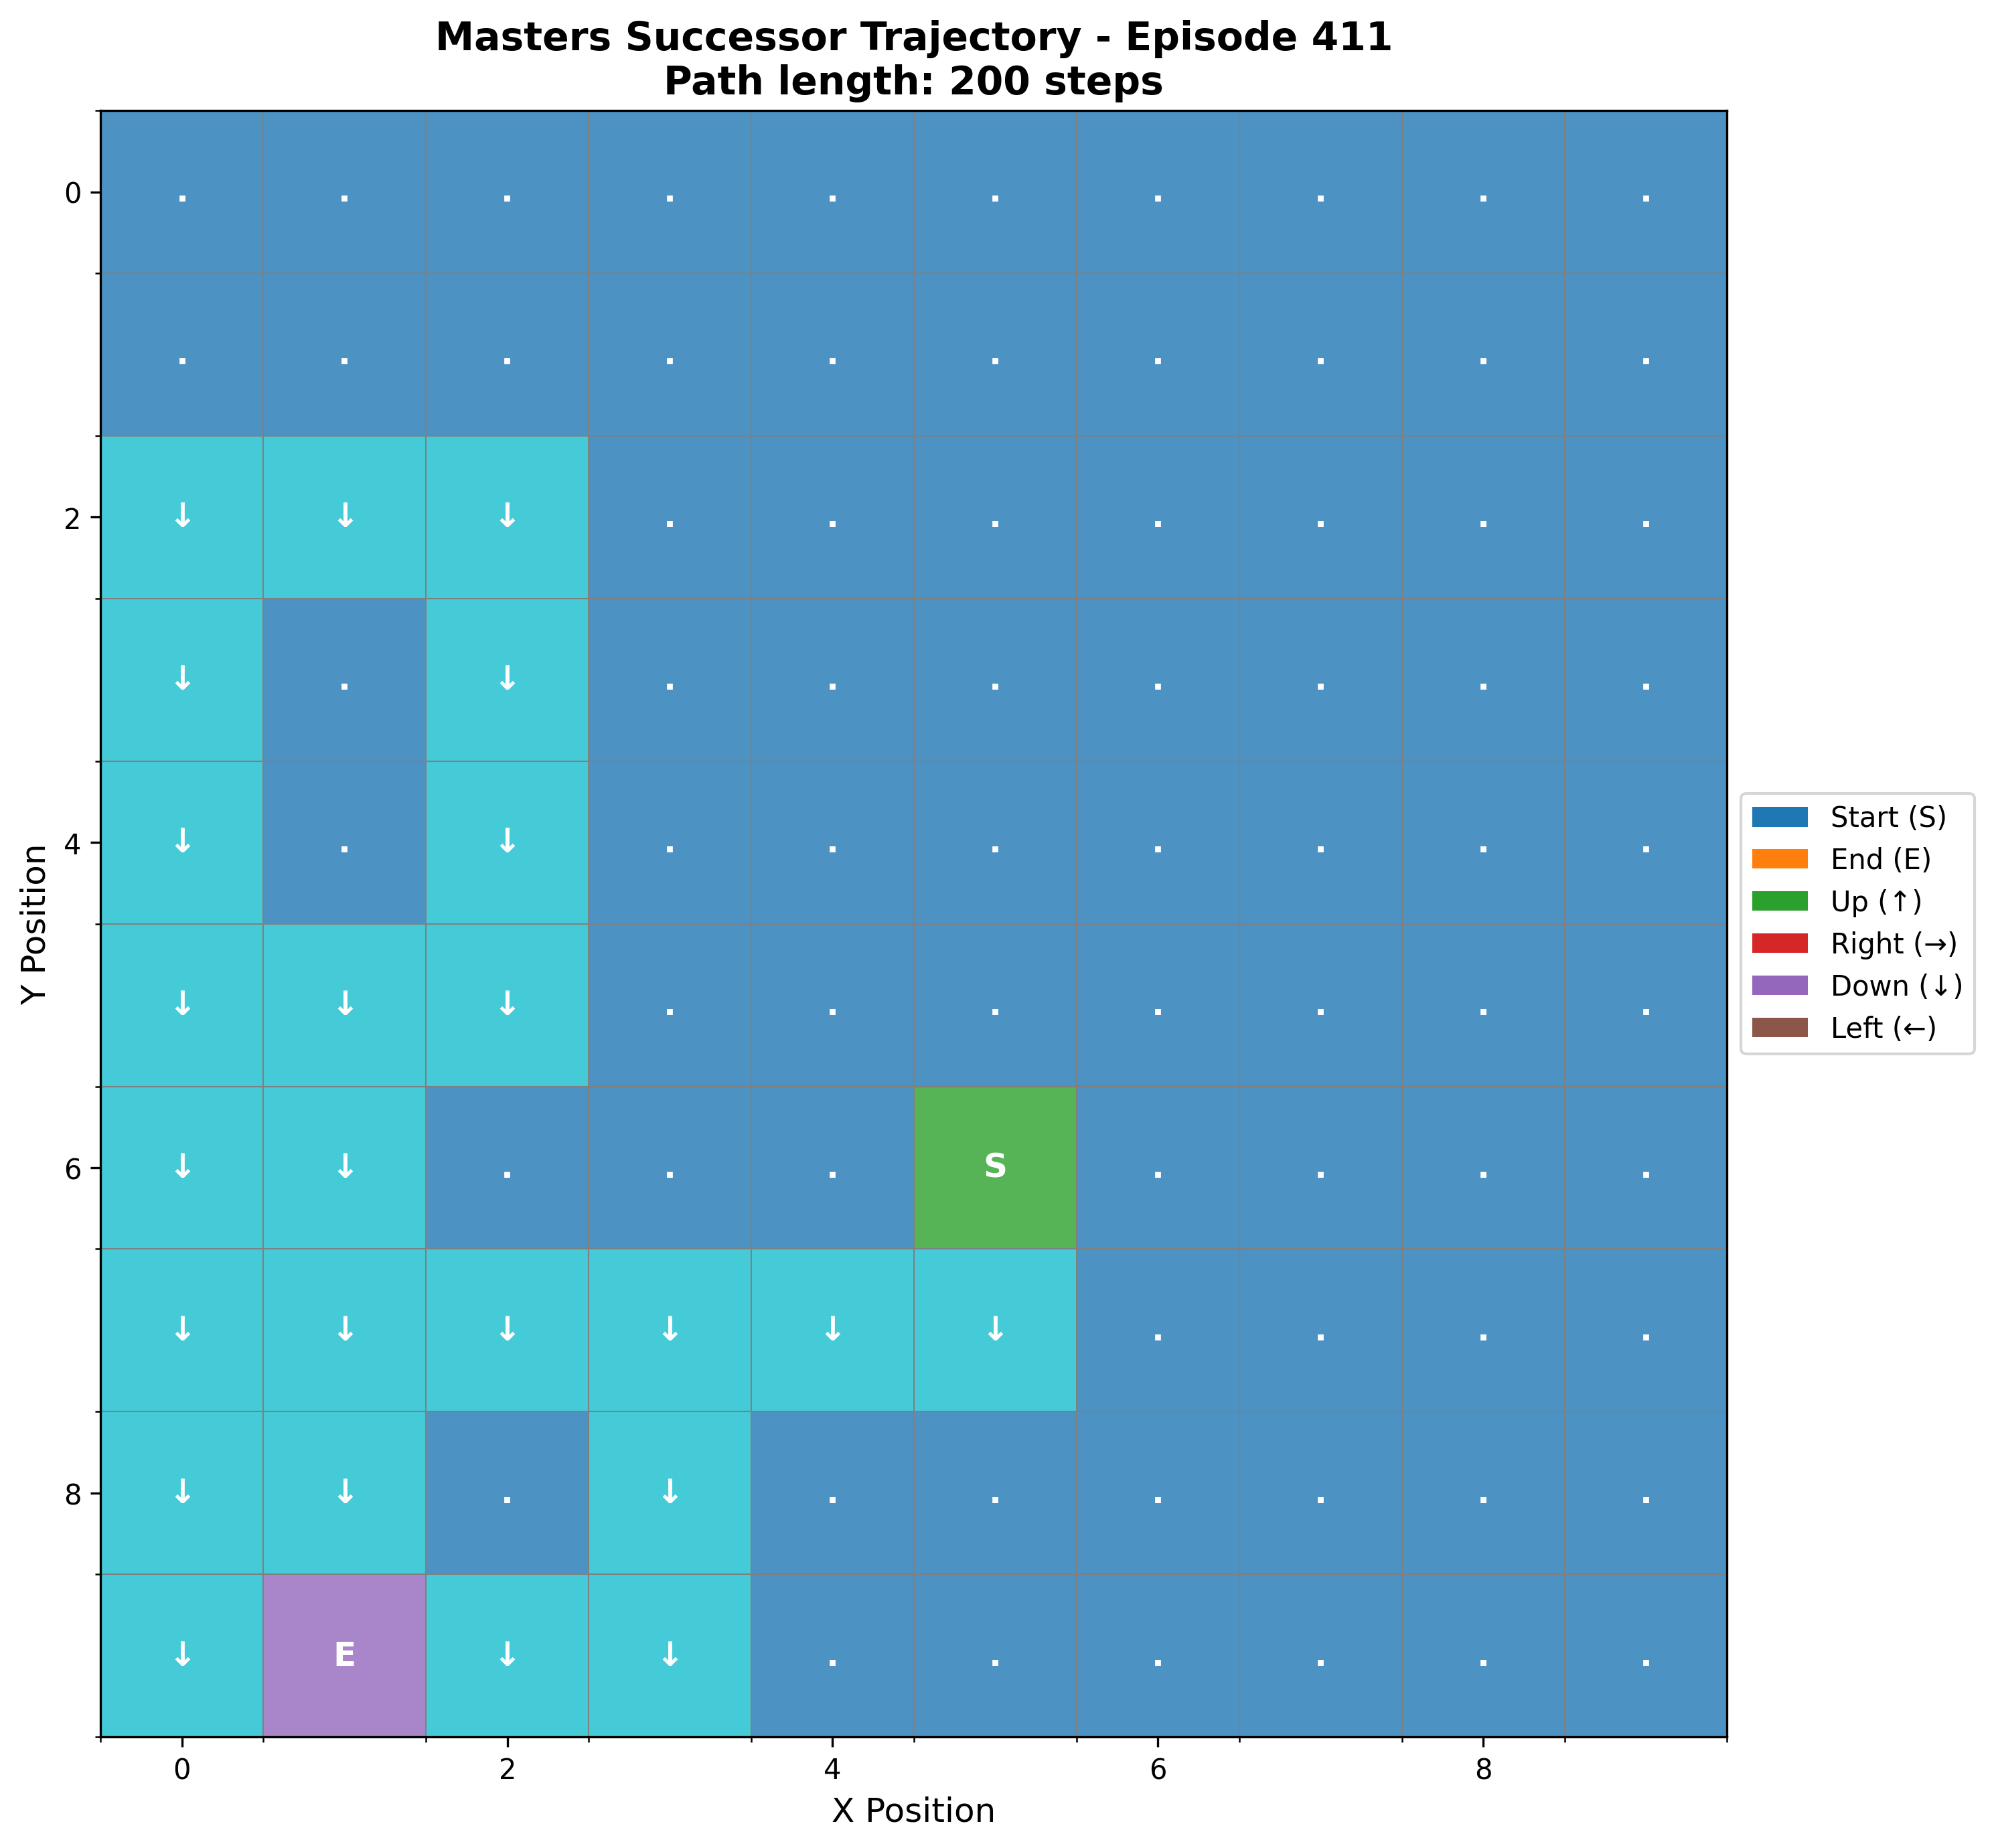 Masters Successor Trajectory - Episode 411
Path length: 200 steps
0 . . . . . . . . . .
. . . . . . . . . .
2 ↓ ↓ ↓ . . . . . . .
↓ . ↓ . . . . . . .
4 ↓ . ↓ . . . . . . .
↓ ↓ ↓ . . . . . . .
6 ↓ ↓ . . . S . . . .
↓ ↓ ↓ ↓ ↓ ↓ . . . .
8 ↓ ↓ . ↓ . . . . . .
↓ E ↓ ↓ . . . . . .
0 2 4 6 8
X Position
Y Position
Start (S)
End (E)
Up (↑)
Right (→)
Down (↓)
Left (←)